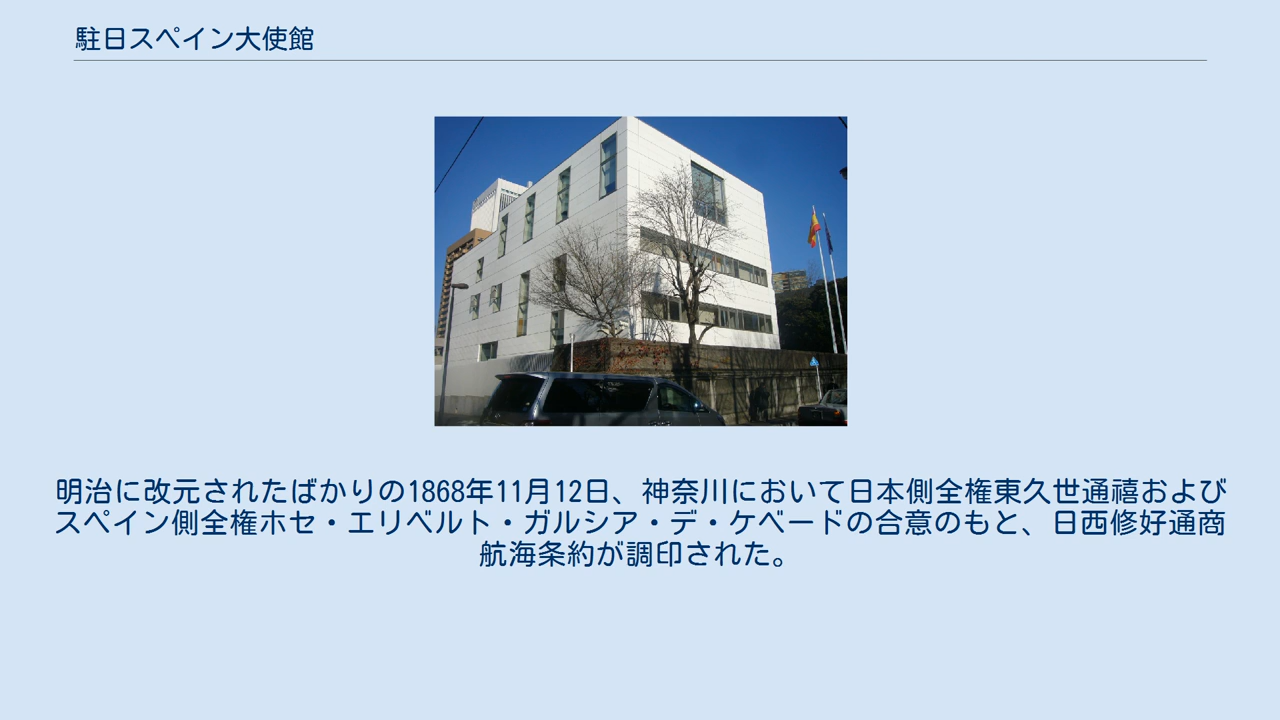 駐日スペイン大使館
明治に改元されたばかりの1868年11月12日、神奈川において日本側全権東久世通禧および
スペイン側全権ホセ・エリベルト・ガルシア・デ・ケベードの合意のもと、日西修好通商
航海条約が調印された。